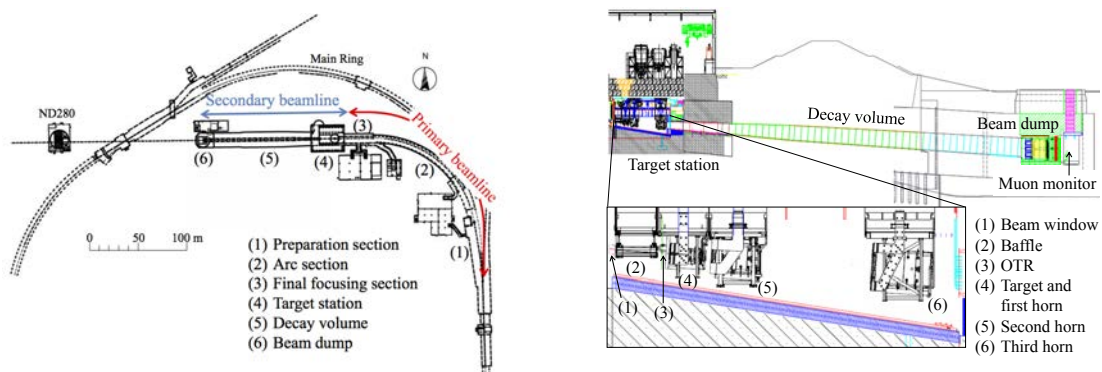 Main Ring
N
ND280
Secondary beamline
Primary beamline
(3)
(6)
(5)
(4)
(2)
(1)
0 50 100 m
(1) Preparation section
(2) Arc section
(3) Final focusing section
(4) Target station
(5) Decay volume
(6) Beam dump
Decay volume
Beam dump
Target station
Muon monitor
(2)
(4)
(5)
(1)
(3)
(6)
(1) Beam window
(2) Baffle
(3) OTR
(4) Target and
first horn
(5) Second horn
(6) Third horn